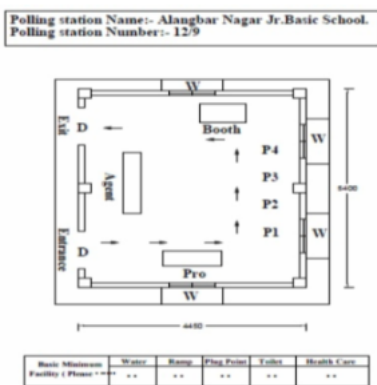 Polling station Name:- Alangbar Nagar Jr.Basic School.
Polling station Number:- 12/9
W
Exit
D
Booth
W
P4
Agent
P3
P2
P1
W
Entrance
D
Pro
W
4450
Basic Minimum Water Ramp Plug Point Toilet Health Care
Facility ( Please